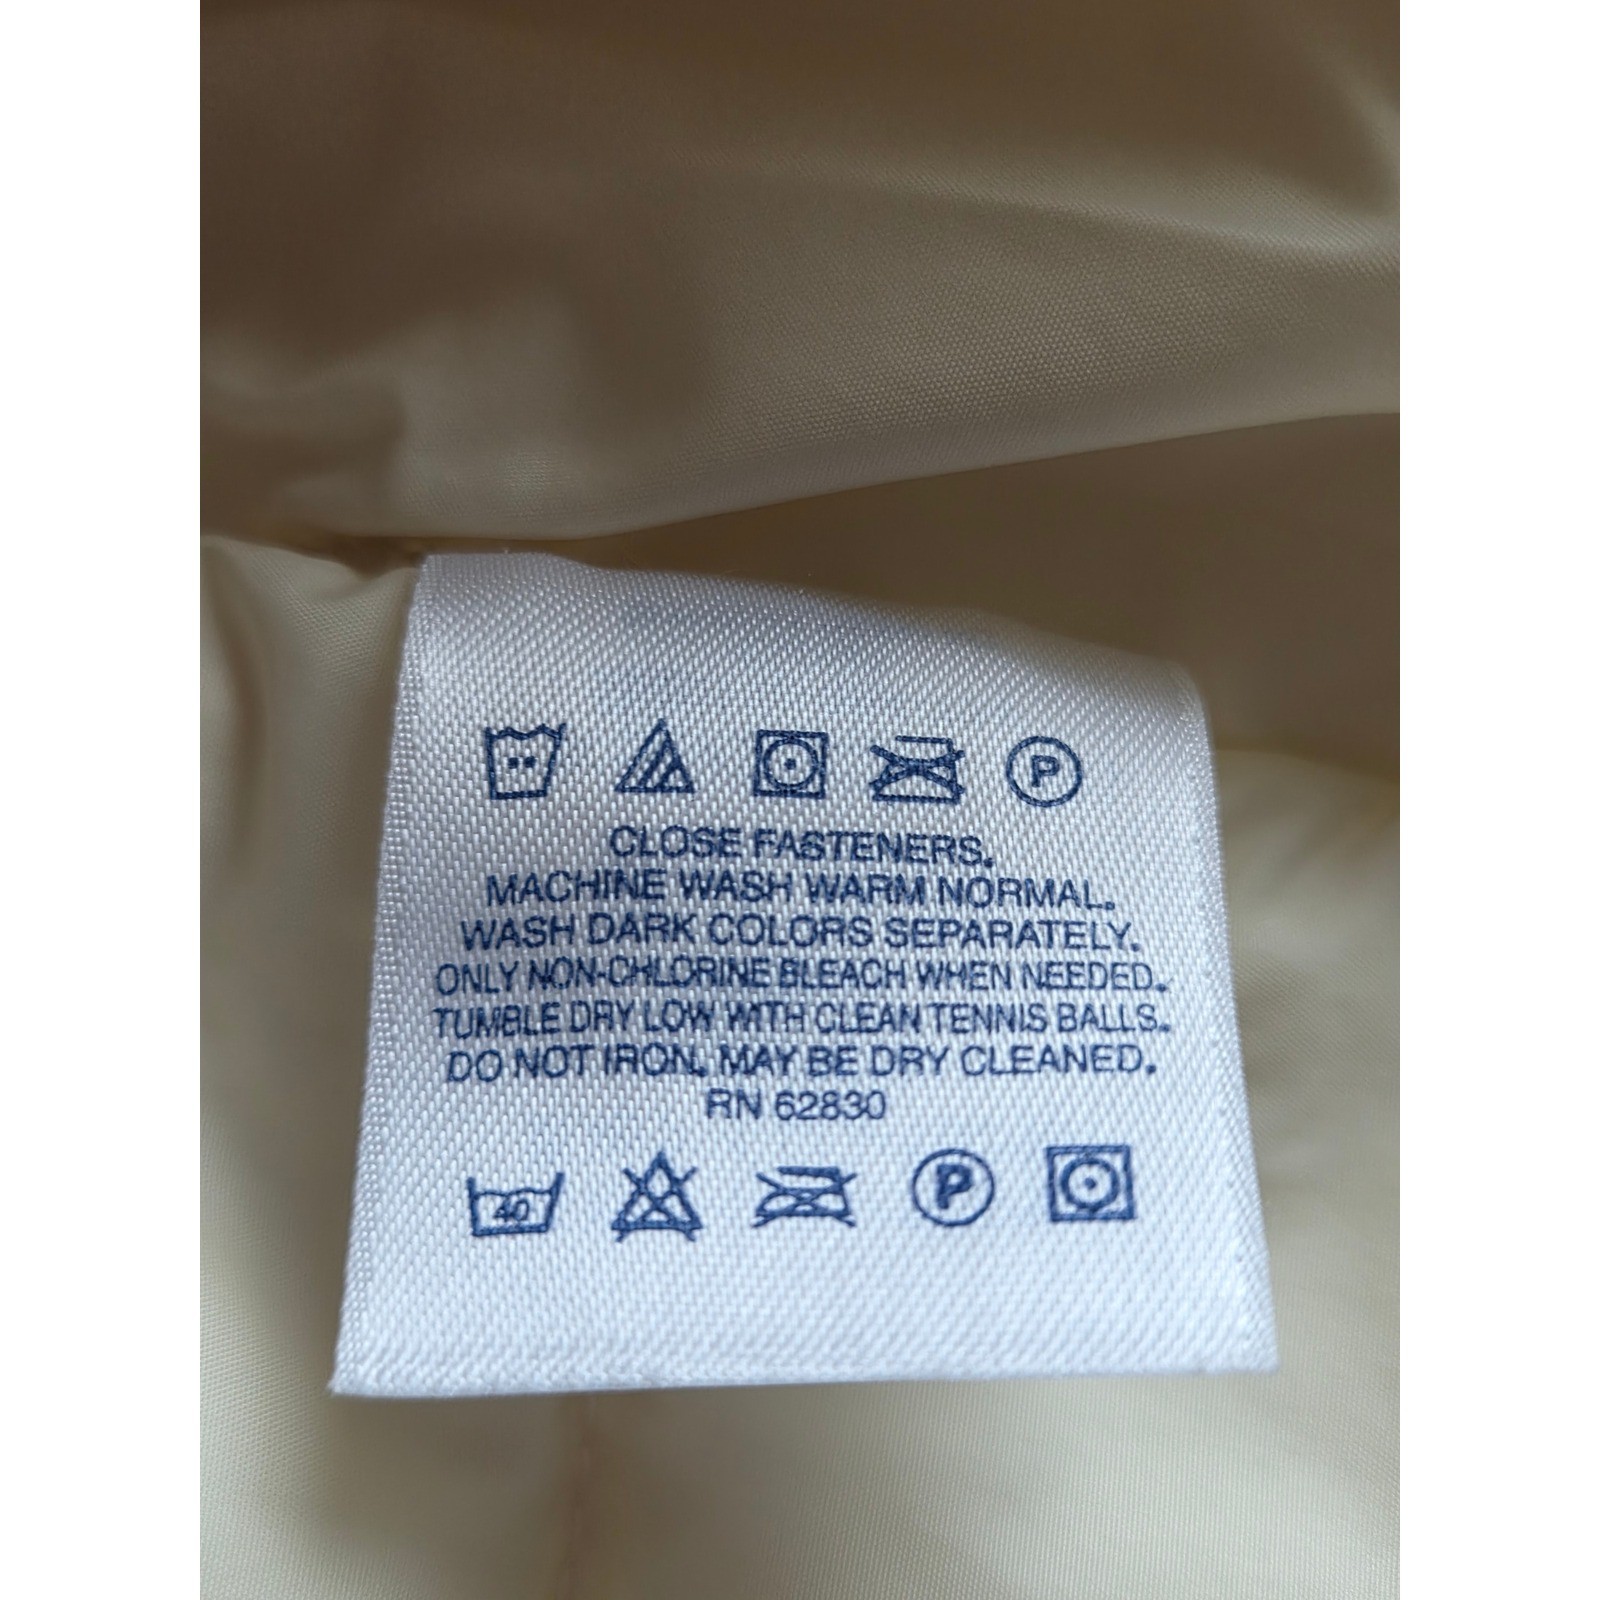 P
CLOSE FASTENERS.
MACHINE WASH WARM NORMAL.
WASH DARK COLORS SEPARATELY.
ONLY NON-CHLORINE BLEACH WHEN NEEDED.
TUMBLE DRY LOW WITH CLEAN TENNIS BALLS.
DO NOT IRON. MAY BE DRY CLEANED.
RN 62830
40 P